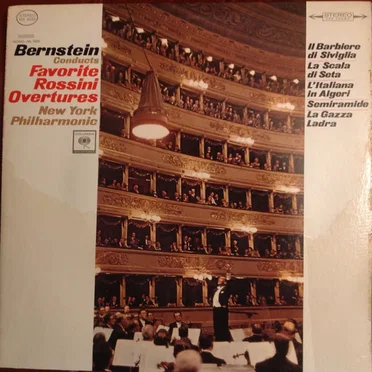 Bernstein
Conducts
Favorite
Rossini
Overtures
New York
Philharmonic
STEREO
Il Barbiere
di Siviglia
La Scala
di Seta
L'Italiana
in Algeri
Semiramide
La Gazza
Ladra